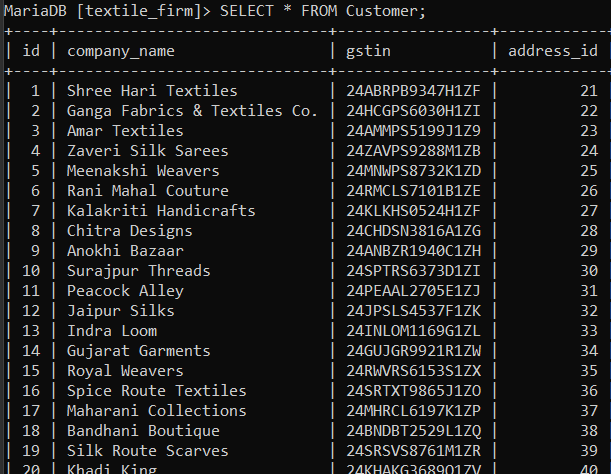 MariaDB [textile_firm]> SELECT * FROM Customer;
| id | company_name | gstin | address_id |
| 1 | Shree Hari Textiles | 24ABRPB9347H1ZF | 21
| 2 | Ganga Fabrics & Textiles Co. | 24HCGPS6030H1ZI | 22
| 3 | Amar Textiles | 24AMMPS5199J1Z9 | 23
| 4 | Zaveri Silk Sarees | 24ZAVPS9288M1ZB | 24
| 5 | Meenakshi Weavers | 24MNWPS8732K1ZD | 25
| 6 | Rani Mahal Couture | 24RMCLS7101B1ZE | 26
| 7 | Kalakriti Handicrafts | 24KLKHS0524H1ZF | 27
| 8 | Chitra Designs | 24CHDSN3816A1ZG | 28
| 9 | Anokhi Bazaar | 24ANBZR1940C1ZH | 29
| 10 | Surajpur Threads | 24SPTRS6373D1ZI | 30
| 11 | Peacock Alley | 24PEAAL2705E1ZJ | 31
| 12 | Jaipur Silks | 24JPSLS4537F1ZK | 32
| 13 | Indra Loom | 24INLOM1169G1ZL | 33
| 14 | Gujarat Garments | 24GUJGR9921R1ZW | 34
| 15 | Royal Weavers | 24RWVRS6153S1ZX | 35
| 16 | Spice Route Textiles | 24SRTXT9865J1ZO | 36
| 17 | Maharani Collections | 24MHRCL6197K1ZP | 37
| 18 | Bandhani Boutique | 24BNDBT2529L1ZQ | 38
| 19 | Silk Route Scarves | 24SRSVS8761M1ZR | 39
| 20 | Khadi King | 24KHAKG3689O1ZV | 40